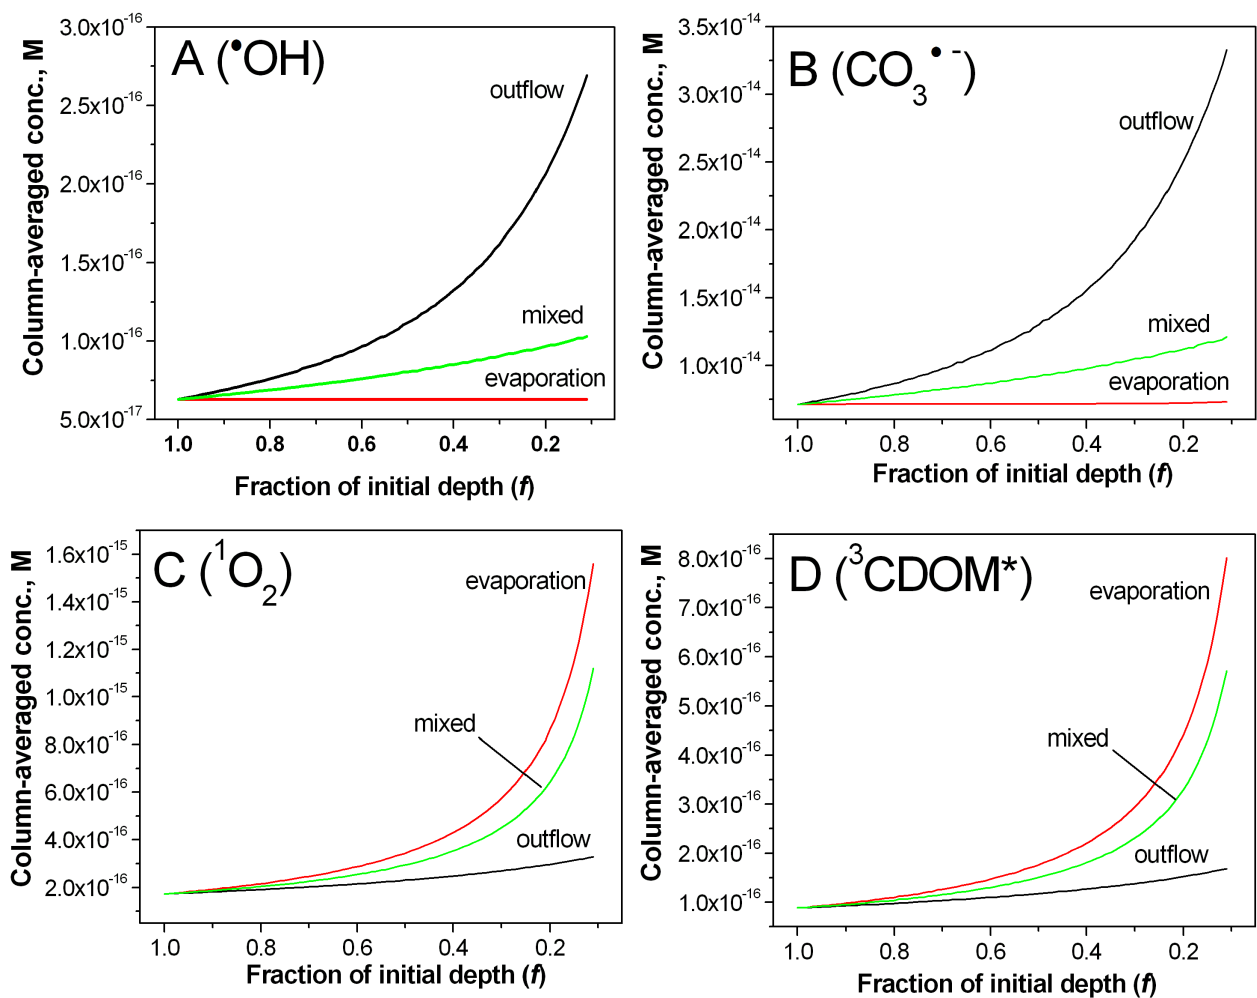 A (•OH)
Column-averaged conc., M
3.0x10⁻¹⁶
2.5x10⁻¹⁶
2.0x10⁻¹⁶
1.5x10⁻¹⁶
1.0x10⁻¹⁶
5.0x10⁻¹⁷
outflow
mixed
evaporation
1.0 0.8 0.6 0.4 0.2
Fraction of initial depth (f)
B (CO₃•⁻)
Column-averaged conc., M
3.5x10⁻¹⁴
3.0x10⁻¹⁴
2.5x10⁻¹⁴
2.0x10⁻¹⁴
1.5x10⁻¹⁴
1.0x10⁻¹⁴
outflow
mixed
evaporation
1.0 0.8 0.6 0.4 0.2
Fraction of initial depth (f)
C (¹O₂)
Column-averaged conc., M
1.6x10⁻¹⁵
1.4x10⁻¹⁵
1.2x10⁻¹⁵
1.0x10⁻¹⁵
8.0x10⁻¹⁶
6.0x10⁻¹⁶
4.0x10⁻¹⁶
2.0x10⁻¹⁶
evaporation
mixed
outflow
1.0 0.8 0.6 0.4 0.2
Fraction of initial depth (f)
D (³CDOM*)
Column-averaged conc., M
8.0x10⁻¹⁶
7.0x10⁻¹⁶
6.0x10⁻¹⁶
5.0x10⁻¹⁶
4.0x10⁻¹⁶
3.0x10⁻¹⁶
2.0x10⁻¹⁶
1.0x10⁻¹⁶
evaporation
mixed
outflow
1.0 0.8 0.6 0.4 0.2
Fraction of initial depth (f)